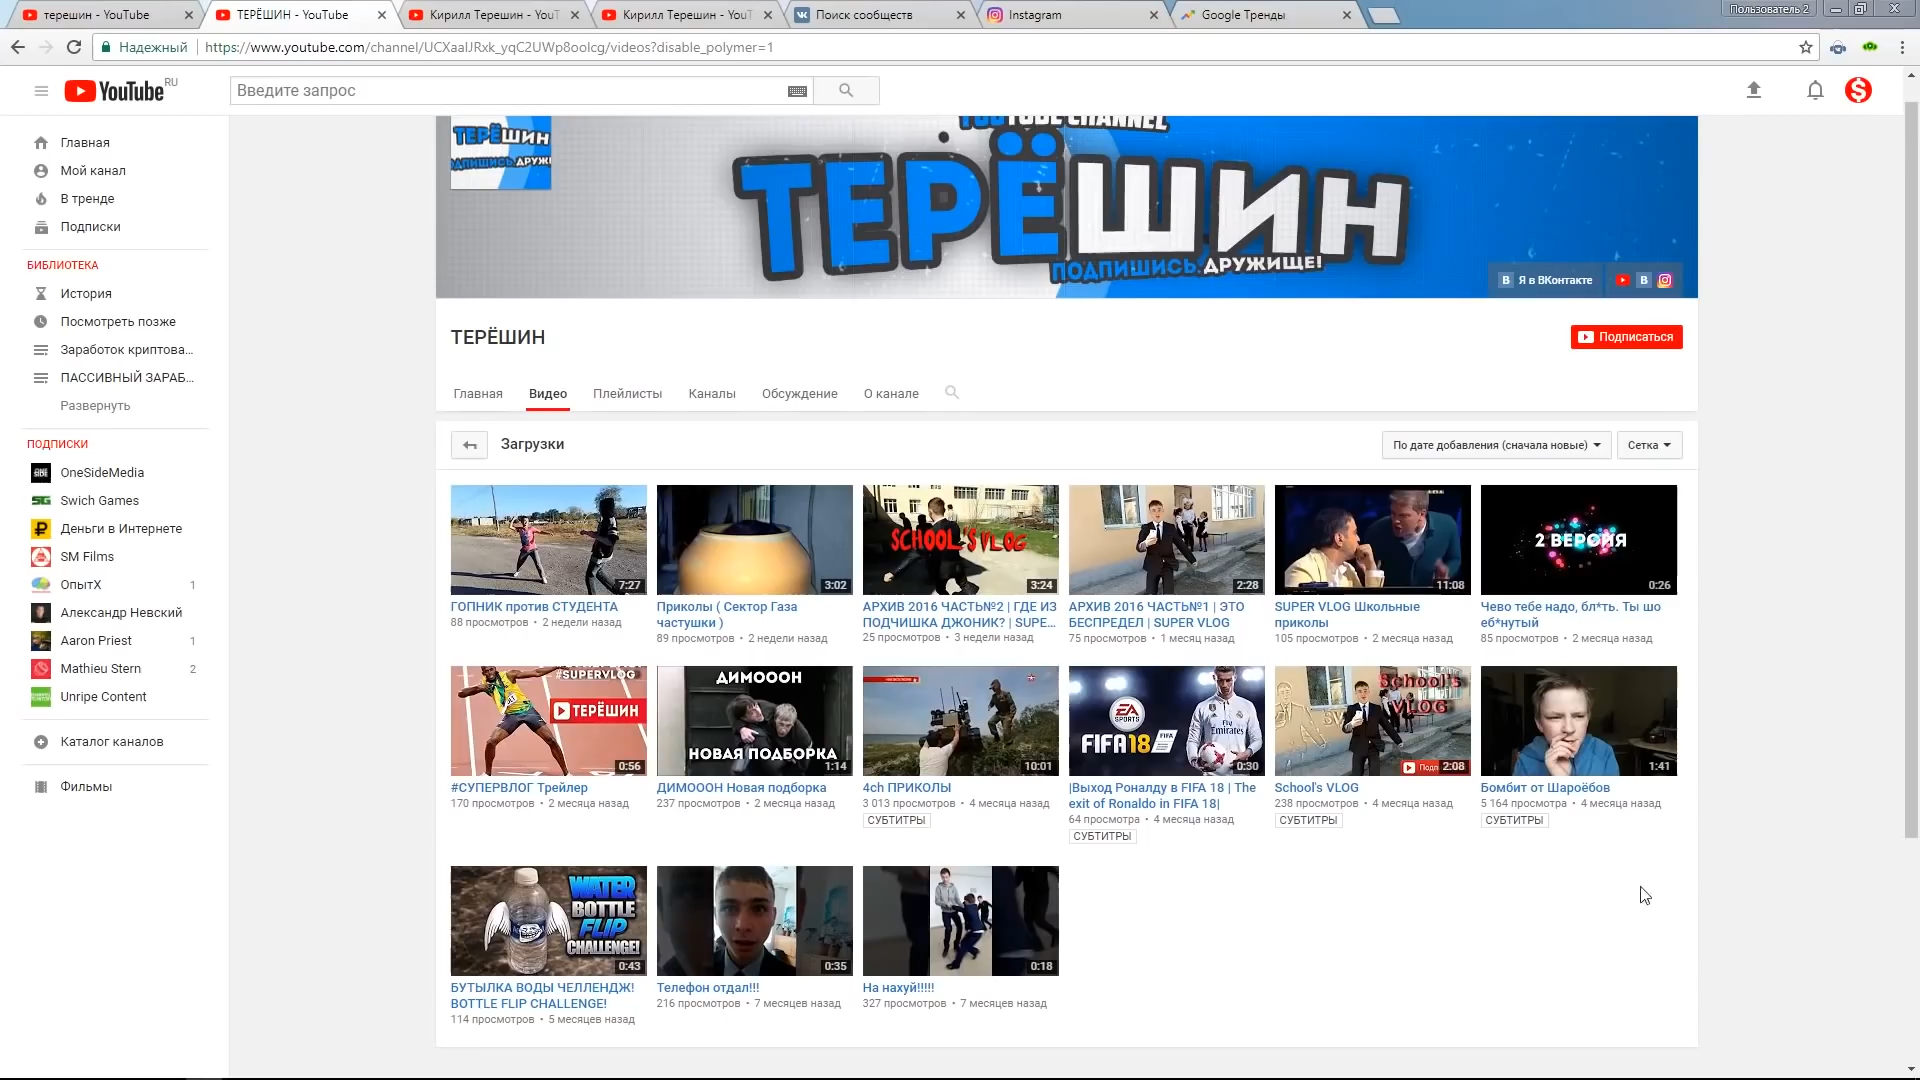 терешин - YouTube
ТЕРЁШИН - YouTube
Кирилл Терешин - YouT
Кирилл Терешин - YouT
Поиск сообществ
Instagram
Google Тренды
Пользователь 2
Надежный
https://www.youtube.com/channel/UCXaalJRxk_yqC2UWp8oolcg/videos?disable_polymer=1
YouTube RU
Введите запрос
Главная
Мой канал
В тренде
Подписки
БИБЛИОТЕКА
История
Посмотреть позже
Заработок криптова...
ПАССИВНЫЙ ЗАРАБ...
Развернуть
ПОДПИСКИ
OneSideMedia
Swich Games
Деньги в Интернете
SM Films
ОпытХ 1
Александр Невский
Aaron Priest 1
Mathieu Stern 2
Unripe Content
Каталог каналов
Фильмы
ТЕРЁШИН
YOUTUBE CHANNEL
ТЕРЁШИН
ПОДПИШИСЬ ДРУЖИЩЕ!
Я в ВКонтакте
ТЕРЁШИН
Подписаться
Главная
Видео
Плейлисты
Каналы
Обсуждение
О канале
Загрузки
По дате добавления (сначала новые)
Сетка
7:27
ГОПНИК против СТУДЕНТА
88 просмотров • 2 недели назад
3:02
Приколы ( Сектор Газа
частушки )
89 просмотров • 2 недели назад
SCHOOL'S VLOG
3:24
АРХИВ 2016 ЧАСТЬ№2 | ГДЕ ИЗ
ПОДЧИШКА ДЖОНИК? | SUPE...
25 просмотров • 3 недели назад
2:28
АРХИВ 2016 ЧАСТЬ№1 | ЭТО
БЕСПРЕДЕЛ | SUPER VLOG
75 просмотров • 1 месяц назад
11:08
SUPER VLOG Школьные
приколы
105 просмотров • 2 месяца назад
2 ВЕРСИЯ
0:26
Чево тебе надо, бл*ть. Ты шо
еб*нутый
85 просмотров • 2 месяца назад
#SUPERVLOG
ТЕРЁШИН
0:56
#СУПЕРВЛОГ Трейлер
170 просмотров • 2 месяца назад
ДИМОООН
НОВАЯ ПОДБОРКА
1:14
ДИМОООН Новая подборка
237 просмотров • 2 месяца назад
10:01
4ch ПРИКОЛЫ
3 013 просмотров • 4 месяца назад
СУБТИТРЫ
EA SPORTS
FIFA 18
Fly Emirates
0:30
|Выход Роналду в FIFA 18 | The
exit of Ronaldo in FIFA 18|
64 просмотра • 4 месяца назад
СУБТИТРЫ
School's
VLOG
2:08
School's VLOG
238 просмотров • 4 месяца назад
СУБТИТРЫ
1:41
Бомбит от Шароёбов
5 164 просмотра • 4 месяца назад
СУБТИТРЫ
WATER
BOTTLE
FLIP
CHALLENGE!
0:43
БУТЫЛКА ВОДЫ ЧЕЛЛЕНДЖ!
BOTTLE FLIP CHALLENGE!
114 просмотров • 5 месяцев назад
0:35
Телефон отдал!!!
216 просмотров • 7 месяцев назад
0:18
На нахуй!!!!!
327 просмотров • 7 месяцев назад